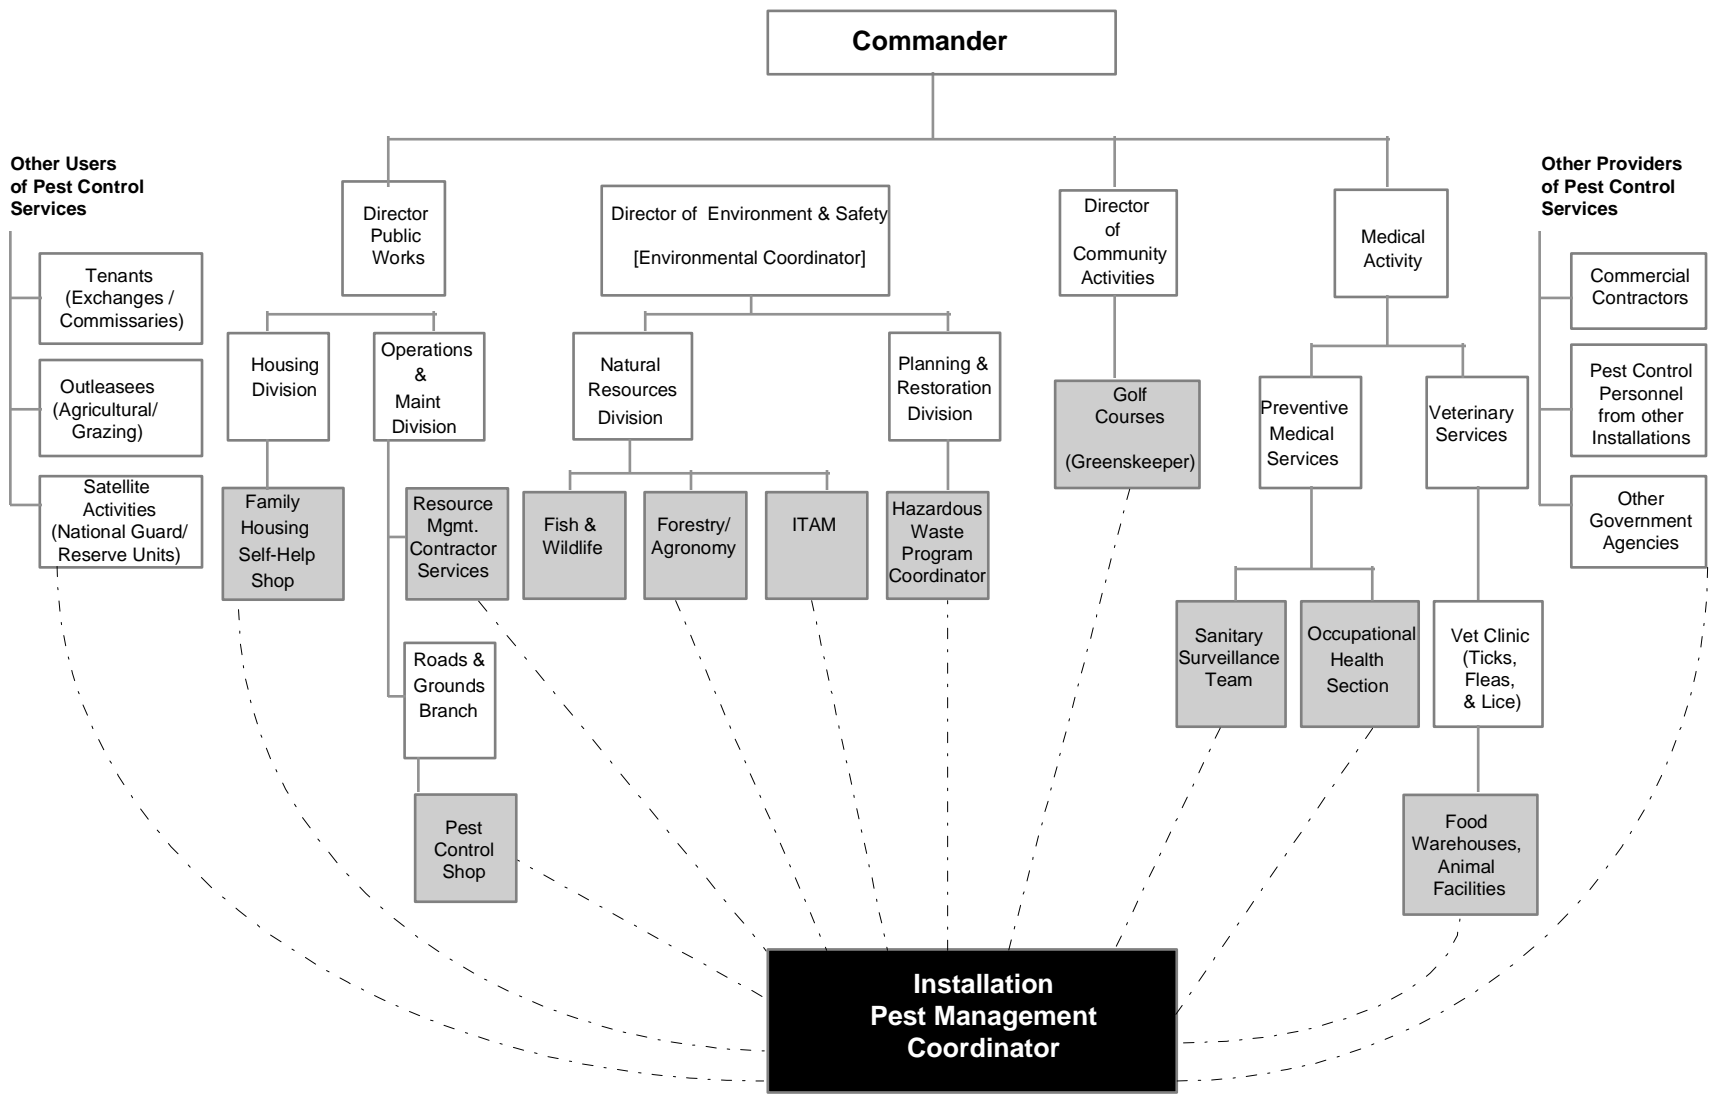 Commander
Other Users
of Pest Control
Services
Tenants
(Exchanges /
Commissaries)
Outleasees
(Agricultural/
Grazing)
Satellite
Activities
(National Guard/
Reserve Units)
Director
Public
Works
Housing
Division
Operations
&
Maint
Division
Family
Housing
Self-Help
Shop
Resource
Mgmt.
Contractor
Services
Roads &
Grounds
Branch
Pest
Control
Shop
Director of Environment & Safety
[Environmental Coordinator]
Natural
Resources
Division
Planning &
Restoration
Division
Fish &
Wildlife
Forestry/
Agronomy
ITAM
Hazardous
Waste
Program
Coordinator
Director
of
Community
Activities
Golf
Courses
(Greenskeeper)
Medical
Activity
Preventive
Medical
Services
Veterinary
Services
Sanitary
Surveillance
Team
Occupational
Health
Section
Vet Clinic
(Ticks,
Fleas,
& Lice)
Food
Warehouses,
Animal
Facilities
Other Providers
of Pest Control
Services
Commercial
Contractors
Pest Control
Personnel
from other
Installations
Other
Government
Agencies
Installation
Pest Management
Coordinator